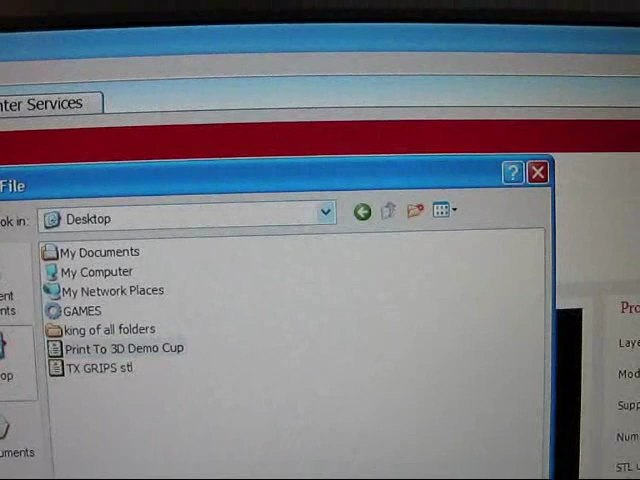 nter Services
File
ok in:
Desktop
My Documents
My Computer
My Network Places
GAMES
king of all folders
Print To 3D Demo Cup
TX GRIPS stl
ent
nts
op
uments
Pro
Laye
Mod
Supp
Num
STL u